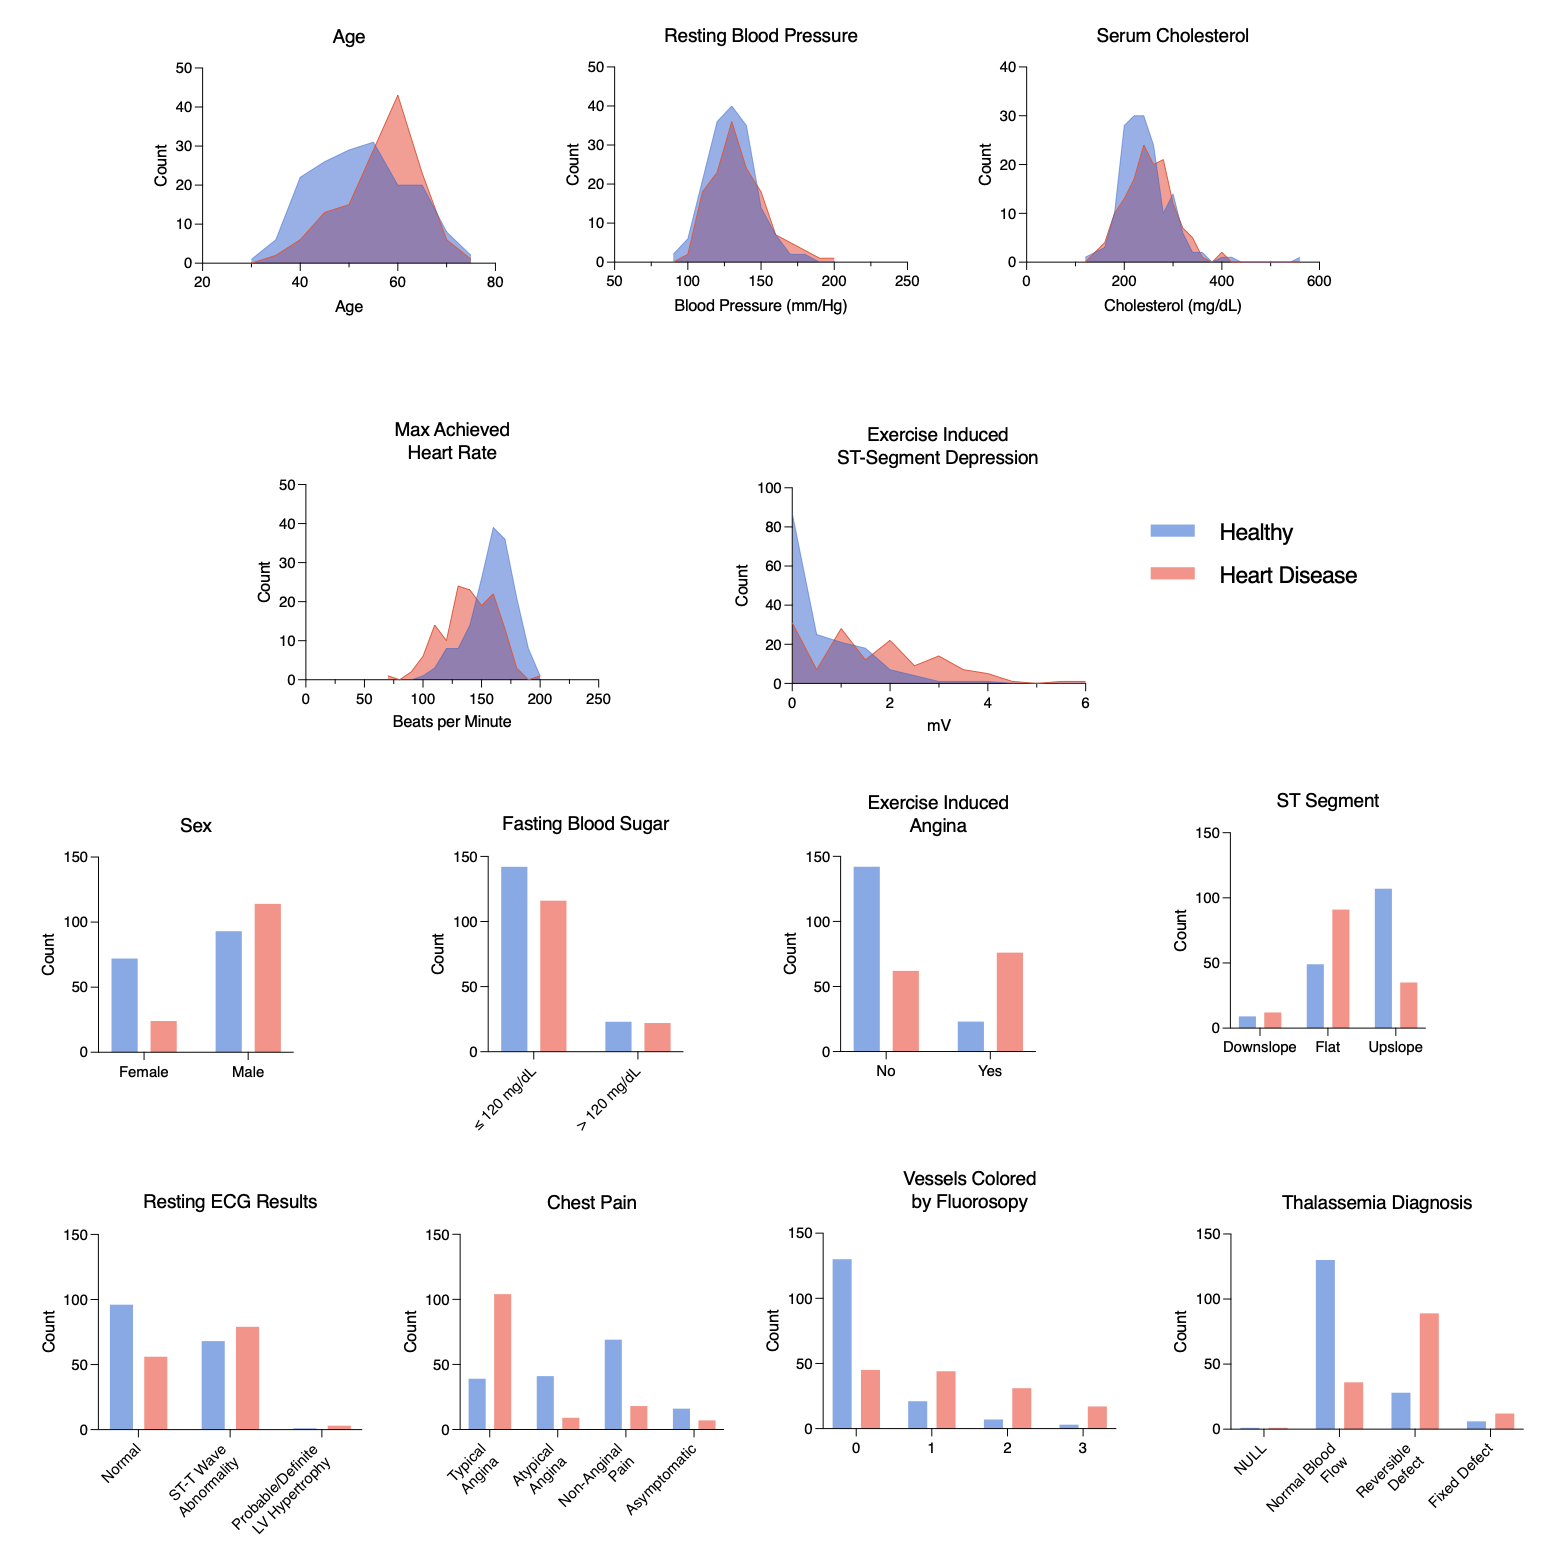 Age
50
40
30
20
10
0
Count
20 40 60 80
Age
Resting Blood Pressure
50
40
30
20
10
0
Count
50 100 150 200 250
Blood Pressure (mm/Hg)
Serum Cholesterol
40
30
20
10
0
Count
0 200 400 600
Cholesterol (mg/dL)
Max Achieved
Heart Rate
50
40
30
20
10
0
Count
0 50 100 150 200 250
Beats per Minute
Exercise Induced
ST-Segment Depression
100
80
60
40
20
0
Count
0 2 4 6
mV
Healthy
Heart Disease
Sex
150
100
50
0
Count
Female Male
Fasting Blood Sugar
150
100
50
0
Count
≤ 120 mg/dL
> 120 mg/dL
Exercise Induced
Angina
150
100
50
0
Count
No Yes
ST Segment
150
100
50
0
Count
Downslope Flat Upslope
Resting ECG Results
150
100
50
0
Count
Normal
ST-T Wave
Abnormality
Probable/Definite
LV Hypertrophy
Chest Pain
150
100
50
0
Count
Typical
Angina
Atypical
Angina
Non-Anginal
Pain
Asymptomatic
Vessels Colored
by Fluorosopy
150
100
50
0
Count
0 1 2 3
Thalassemia Diagnosis
150
100
50
0
Count
NULL
Normal Blood
Flow
Reversible
Defect
Fixed Defect